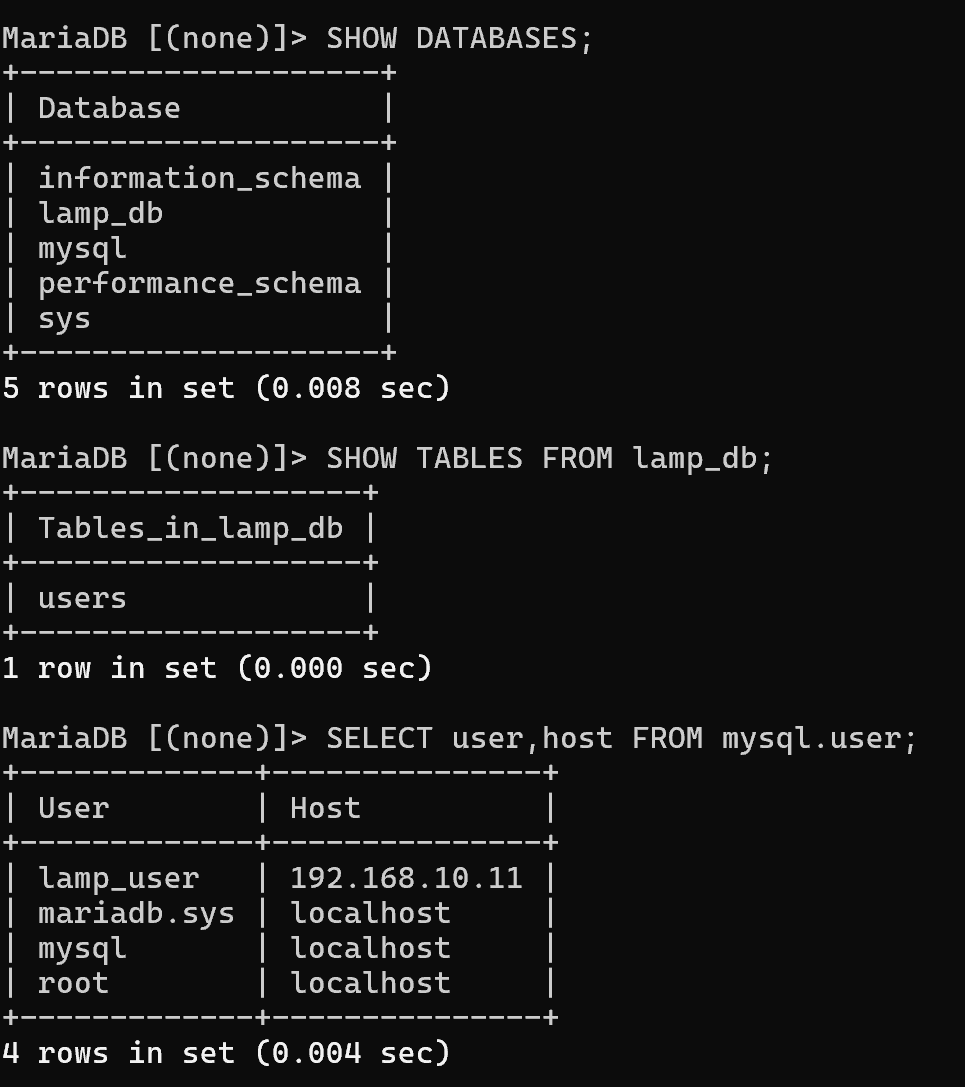 MariaDB [(none)]> SHOW DATABASES;
+--------------------+
| Database           |
+--------------------+
| information_schema |
| lamp_db            |
| mysql              |
| performance_schema |
| sys                |
+--------------------+
5 rows in set (0.008 sec)

MariaDB [(none)]> SHOW TABLES FROM lamp_db;
+-------------------+
| Tables_in_lamp_db |
+-------------------+
| users             |
+-------------------+
1 row in set (0.000 sec)

MariaDB [(none)]> SELECT user,host FROM mysql.user;
+-------------+---------------+
| User        | Host          |
+-------------+---------------+
| lamp_user   | 192.168.10.11 |
| mariadb.sys | localhost     |
| mysql       | localhost     |
| root        | localhost     |
+-------------+---------------+
4 rows in set (0.004 sec)